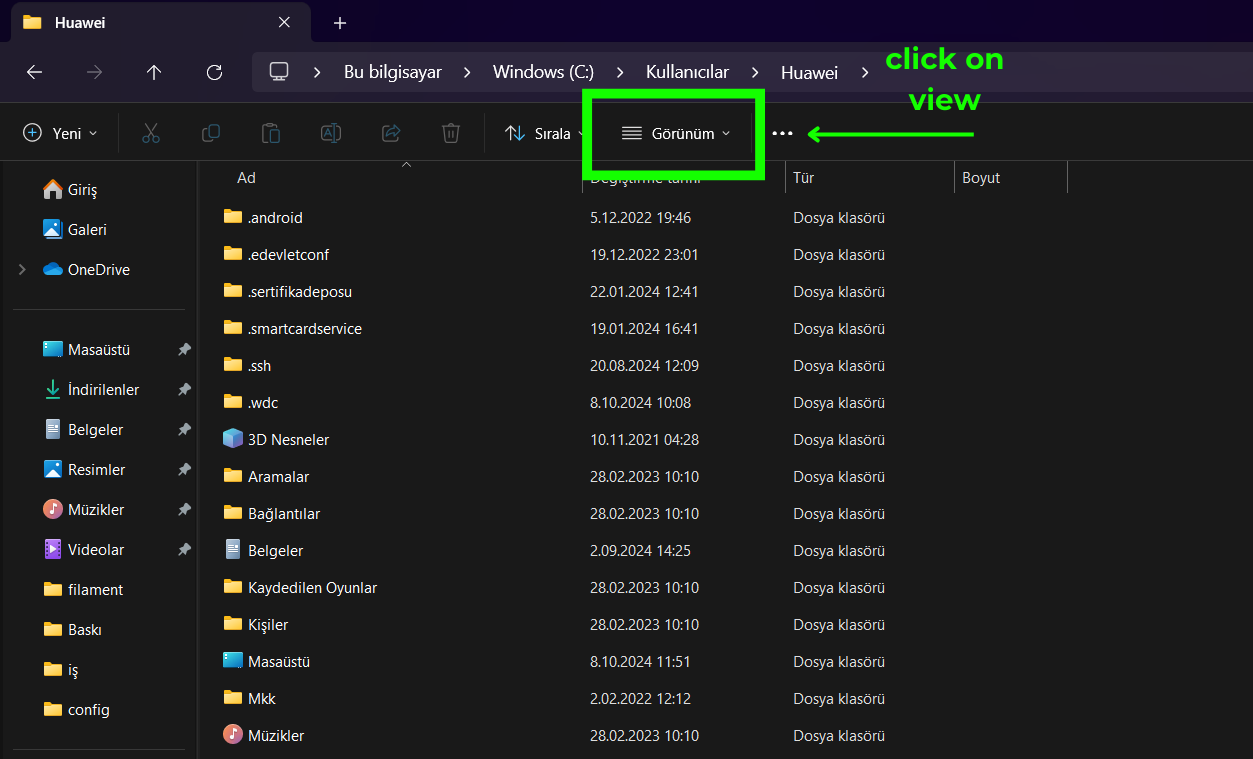 Huawei
Bu bilgisayar > Windows (C:) > Kullanıcılar > Huawei >
click on
view
Yeni
Sırala
Görünüm
Ad Değiştirme tarihi Tür Boyut
Giriş
Galeri
OneDrive
Masaüstü
İndirilenler
Belgeler
Resimler
Müzikler
Videolar
filament
Baskı
iş
config
.android 5.12.2022 19:46 Dosya klasörü
.edevletconf 19.12.2022 23:01 Dosya klasörü
.sertifikadeposu 22.01.2024 12:41 Dosya klasörü
.smartcardservice 19.01.2024 16:41 Dosya klasörü
.ssh 20.08.2024 12:09 Dosya klasörü
.wdc 8.10.2024 10:08 Dosya klasörü
3D Nesneler 10.11.2021 04:28 Dosya klasörü
Aramalar 28.02.2023 10:10 Dosya klasörü
Bağlantılar 28.02.2023 10:10 Dosya klasörü
Belgeler 2.09.2024 14:25 Dosya klasörü
Kaydedilen Oyunlar 28.02.2023 10:10 Dosya klasörü
Kişiler 28.02.2023 10:10 Dosya klasörü
Masaüstü 8.10.2024 11:51 Dosya klasörü
Mkk 2.02.2022 12:12 Dosya klasörü
Müzikler 28.02.2023 10:10 Dosya klasörü